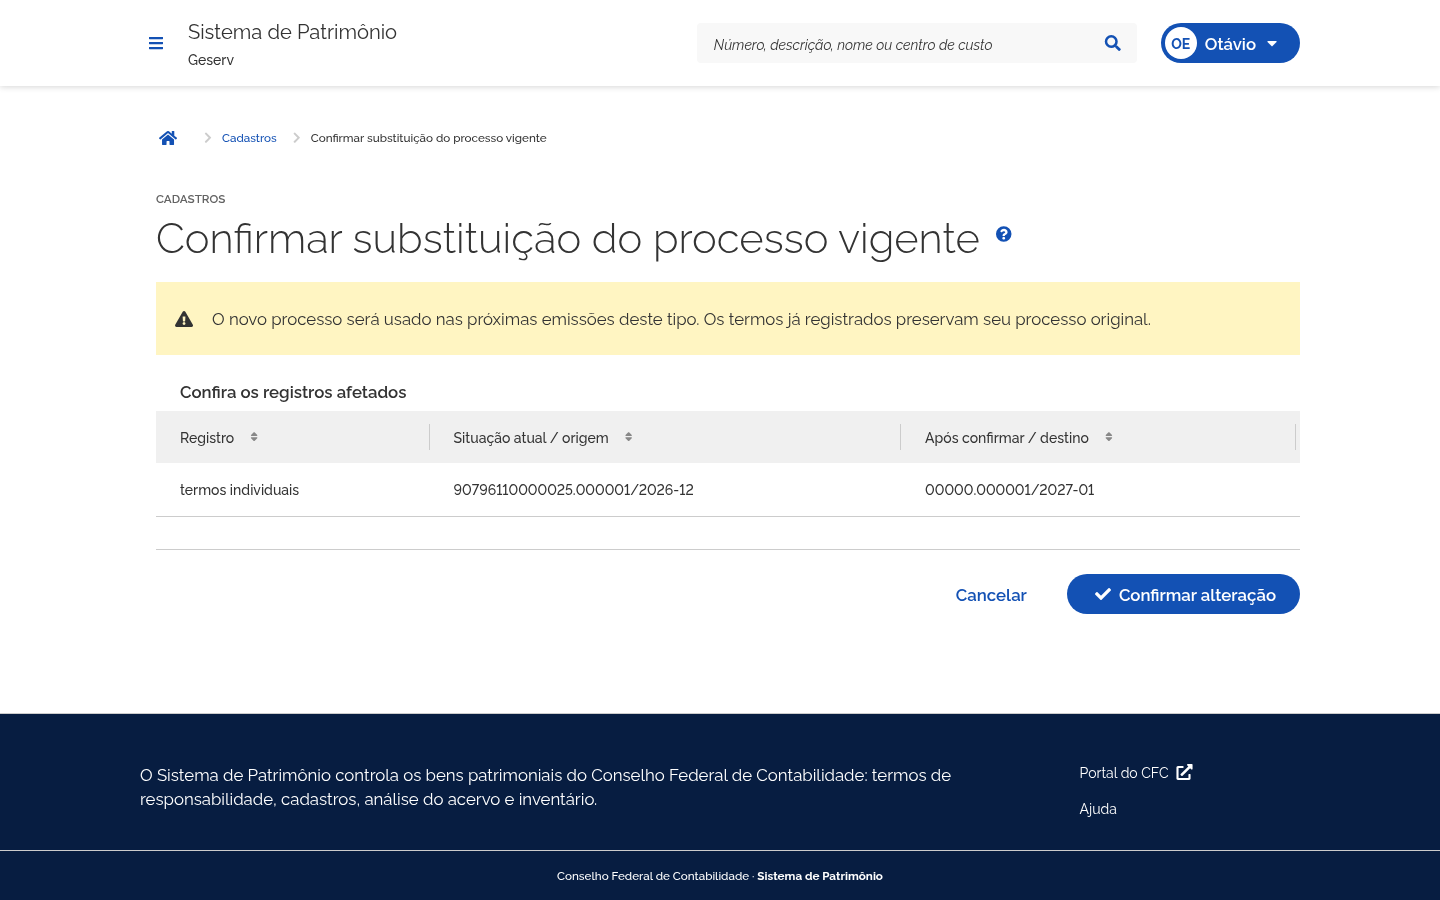 Sistema de Patrimônio
Geserv
Número, descrição, nome ou centro de custo
OE
Otávio
Cadastros
Confirmar substituição do processo vigente
CADASTROS
Confirmar substituição do processo vigente
O novo processo será usado nas próximas emissões deste tipo. Os termos já registrados preservam seu processo original.
Confira os registros afetados
Registro
Situação atual / origem
Após confirmar / destino
termos individuais
90796110000025.000001/2026-12
00000.000001/2027-01
Cancelar
Confirmar alteração
O Sistema de Patrimônio controla os bens patrimoniais do Conselho Federal de Contabilidade: termos de
responsabilidade, cadastros, análise do acervo e inventário.
Portal do CFC
Ajuda
Conselho Federal de Contabilidade · Sistema de Patrimônio